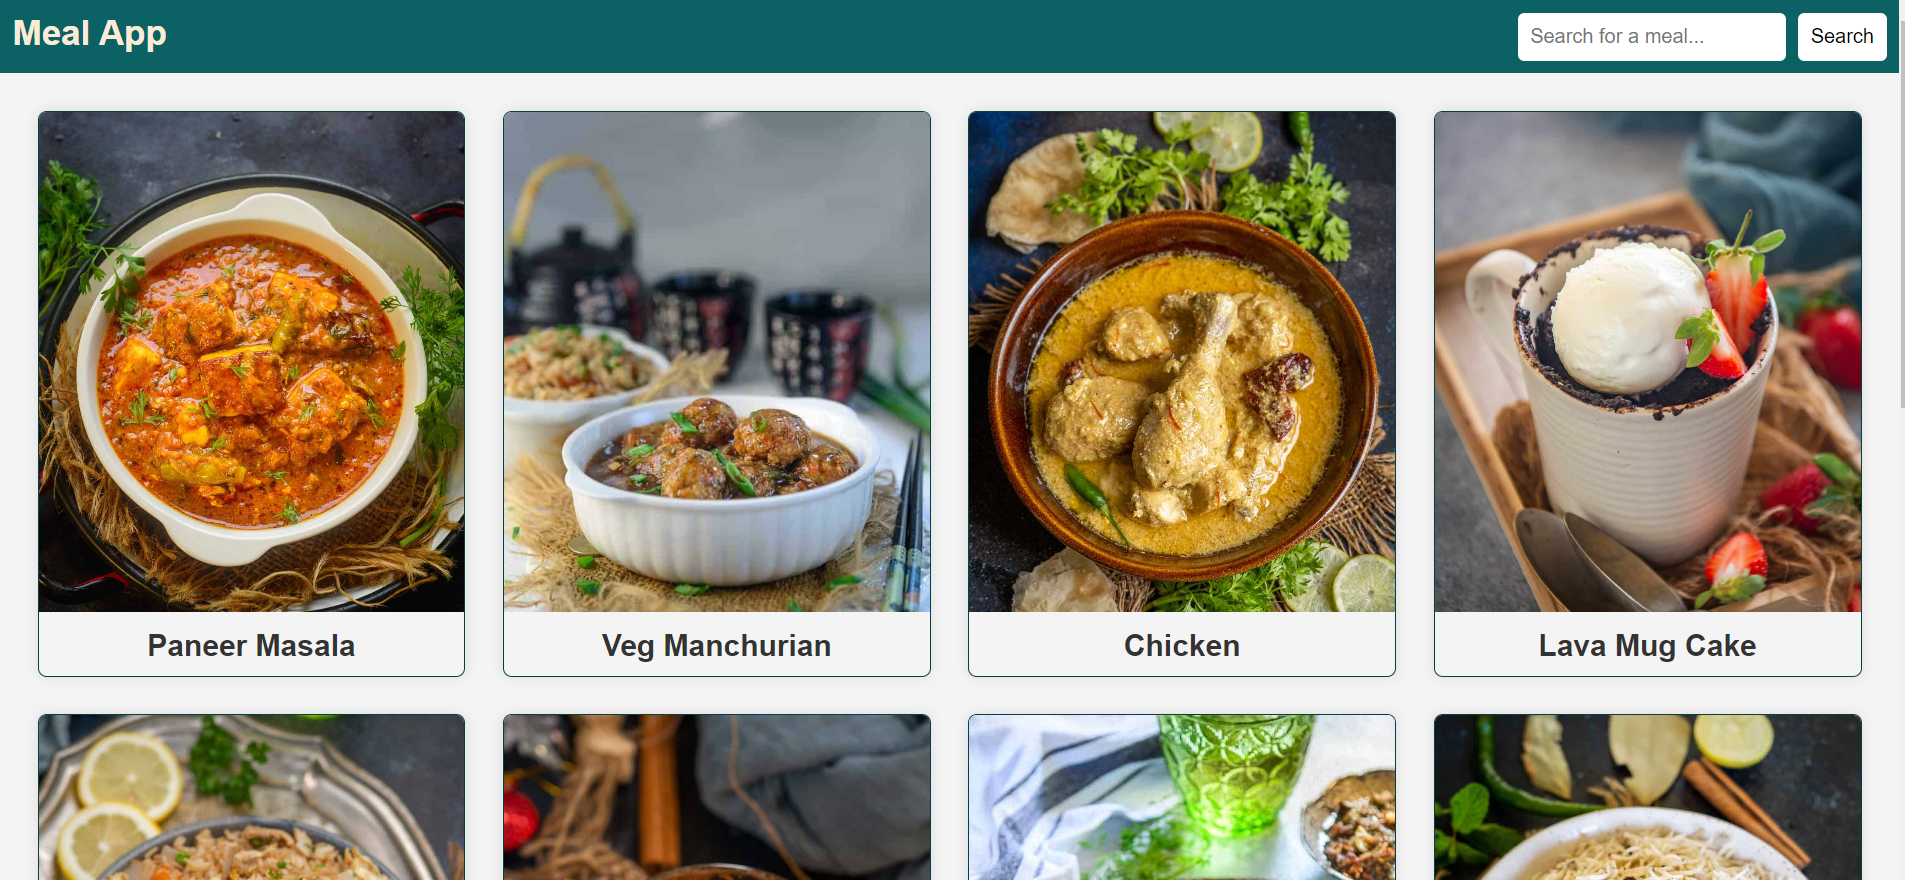 Meal App
Search for a meal...
Search
Paneer Masala
Veg Manchurian
Chicken
Lava Mug Cake